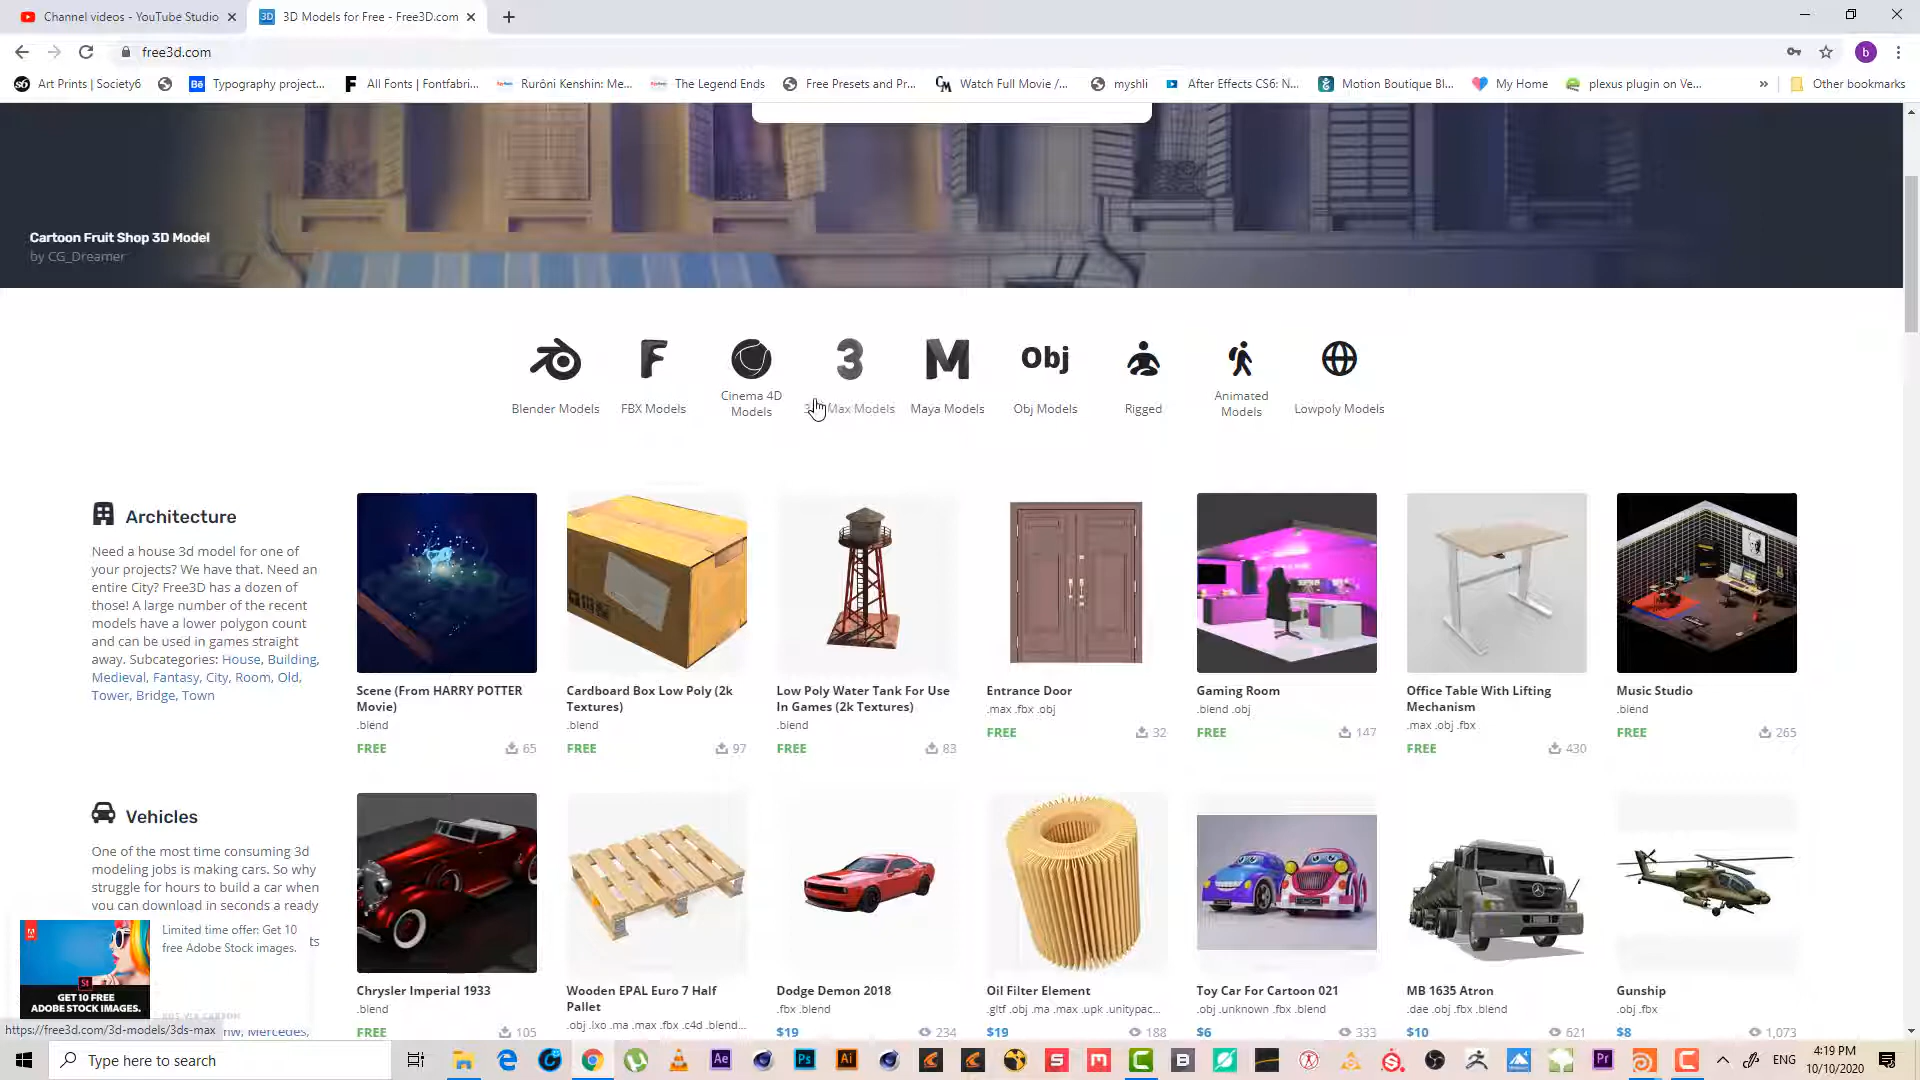 Channel videos - YouTube Studio
3D Models for Free - Free3D.com
free3d.com
Art Prints | Society6
Typography project...
All Fonts | Fontfabri...
Rurôni Kenshin: Me...
The Legend Ends
Free Presets and Pr...
Watch Full Movie /...
myshli
After Effects CS6: N...
Motion Boutique Bl...
My Home
plexus plugin on Ve...
Other bookmarks
Cartoon Fruit Shop 3D Model
by CG_Dreamer
Blender Models
FBX Models
Cinema 4D
Models
Max Models
Maya Models
Obj
Obj Models
Rigged
Animated
Models
Lowpoly Models
Architecture
Need a house 3d model for one of
your projects? We have that. Need an
entire City? Free3D has a dozen of
those! A large number of the recent
models have a lower polygon count
and can be used in games straight
away. Subcategories: House, Building,
Medieval, Fantasy, City, Room, Old,
Tower, Bridge, Town
Scene (From HARRY POTTER
Movie)
.blend
FREE 65
Cardboard Box Low Poly (2k
Textures)
.blend
FREE 97
Low Poly Water Tank For Use
In Games (2k Textures)
.blend
FREE 83
Entrance Door
.max .fbx .obj
FREE 32
Gaming Room
.blend .obj
FREE 147
Office Table With Lifting
Mechanism
.max .obj .fbx
FREE 430
Music Studio
.blend
FREE 265
Vehicles
One of the most time consuming 3d
modeling jobs is making cars. So why
struggle for hours to build a car when
you can download in seconds a ready
ts
Mercedes,
Limited time offer: Get 10
free Adobe Stock images.
GET 10 FREE
ADOBE STOCK IMAGES.
ADS VIA CARBON
https://free3d.com/3d-models/3ds-max
Chrysler Imperial 1933
.blend
FREE 105
Wooden EPAL Euro 7 Half
Pallet
.obj .lxo .ma .max .fbx .c4d .blend...
Dodge Demon 2018
.fbx .blend
$19 234
Oil Filter Element
.gltf .obj .ma .max .upk .unitypac...
$19 188
Toy Car For Cartoon 021
.obj .unknown .fbx .blend
$6 333
MB 1635 Atron
.dae .obj .fbx .blend
$10 621
Gunship
.obj .fbx
$8 1,073
Type here to search
ENG
4:19 PM
10/10/2020